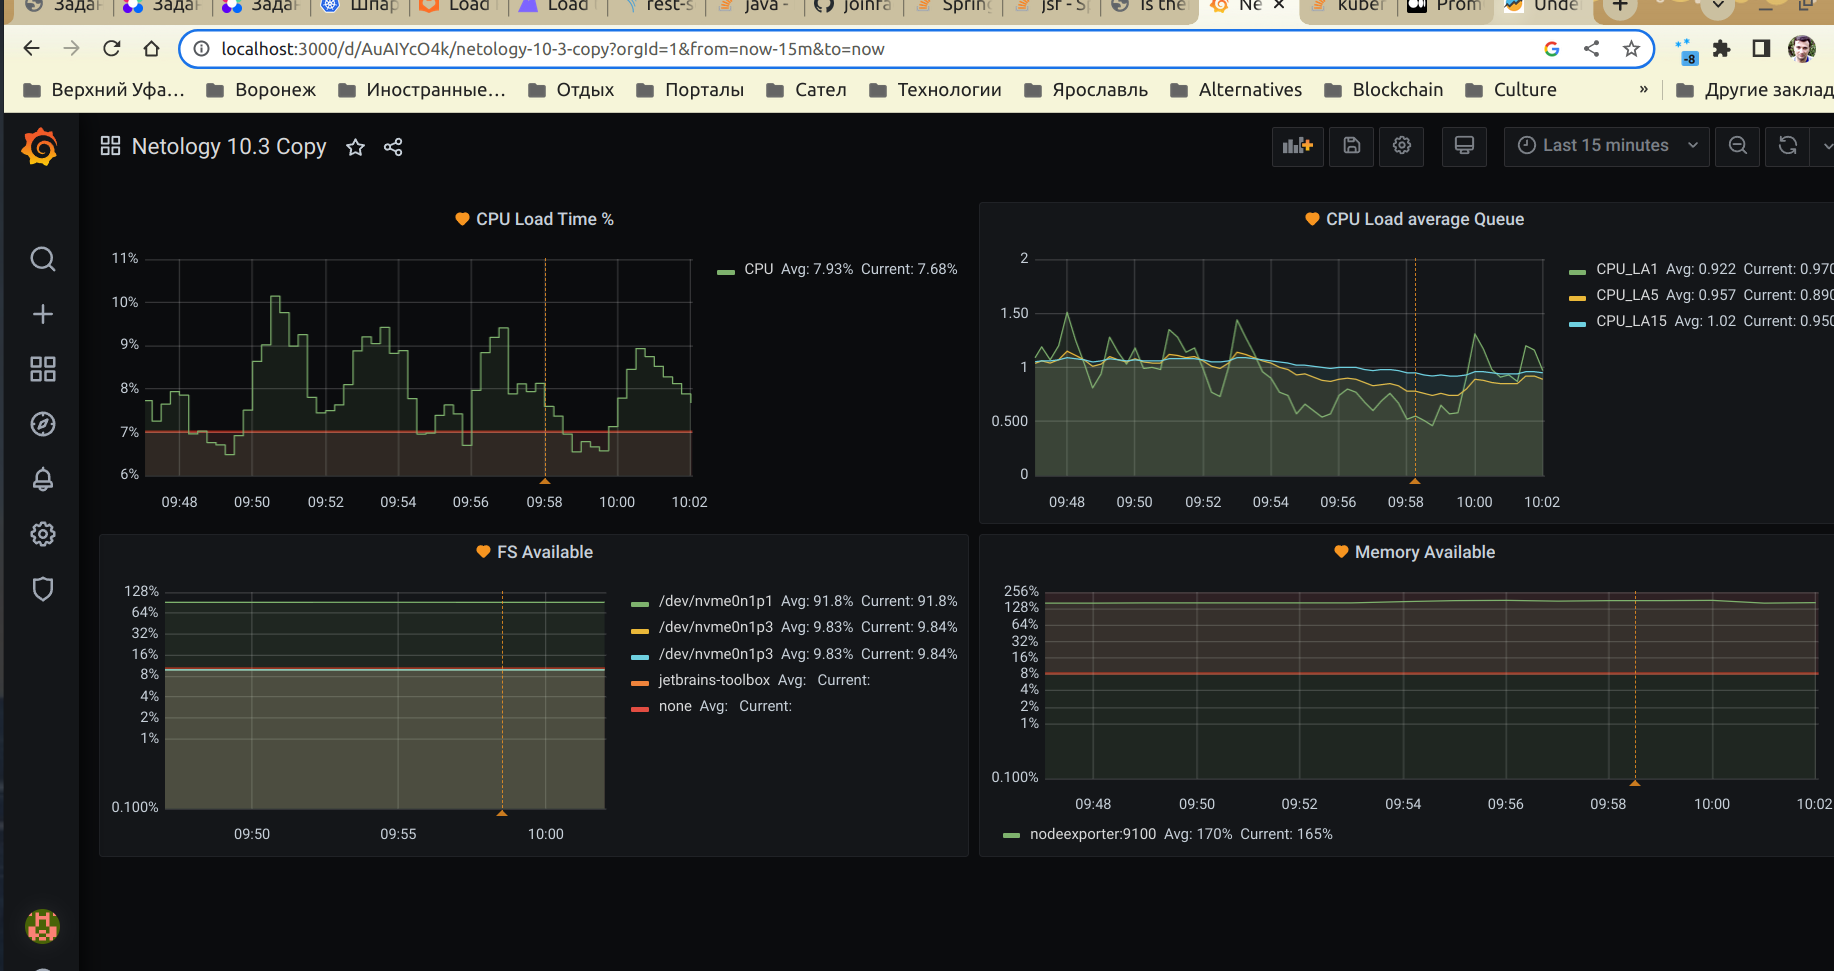 Зада
Зада
Зада
Шпар
Load
Load
rest-s
java -
joinfa
Spring
jsf - S
Is the
Ne
kuber
Prom
Unde
localhost:3000/d/AuAIYcO4k/netology-10-3-copy?orgId=1&from=now-15m&to=now
-8
Верхний Уфа...
Воронеж
Иностранные...
Отдых
Порталы
Сател
Технологии
Ярославль
Alternatives
Blockchain
Culture
»
Другие заклад
Netology 10.3 Copy
Last 15 minutes
CPU Load Time %
11%
10%
9%
8%
7%
6%
09:48 09:50 09:52 09:54 09:56 09:58 10:00 10:02
CPU Avg: 7.93% Current: 7.68%
CPU Load average Queue
2
1.50
1
0.500
0
09:48 09:50 09:52 09:54 09:56 09:58 10:00 10:02
CPU_LA1 Avg: 0.922 Current: 0.970
CPU_LA5 Avg: 0.957 Current: 0.890
CPU_LA15 Avg: 1.02 Current: 0.950
FS Available
128%
64%
32%
16%
8%
4%
2%
1%
0.100%
09:50 09:55 10:00
/dev/nvme0n1p1 Avg: 91.8% Current: 91.8%
/dev/nvme0n1p3 Avg: 9.83% Current: 9.84%
/dev/nvme0n1p3 Avg: 9.83% Current: 9.84%
jetbrains-toolbox Avg: Current:
none Avg: Current:
Memory Available
256%
128%
64%
32%
16%
8%
4%
2%
1%
0.100%
09:48 09:50 09:52 09:54 09:56 09:58 10:00 10:02
nodeexporter:9100 Avg: 170% Current: 165%